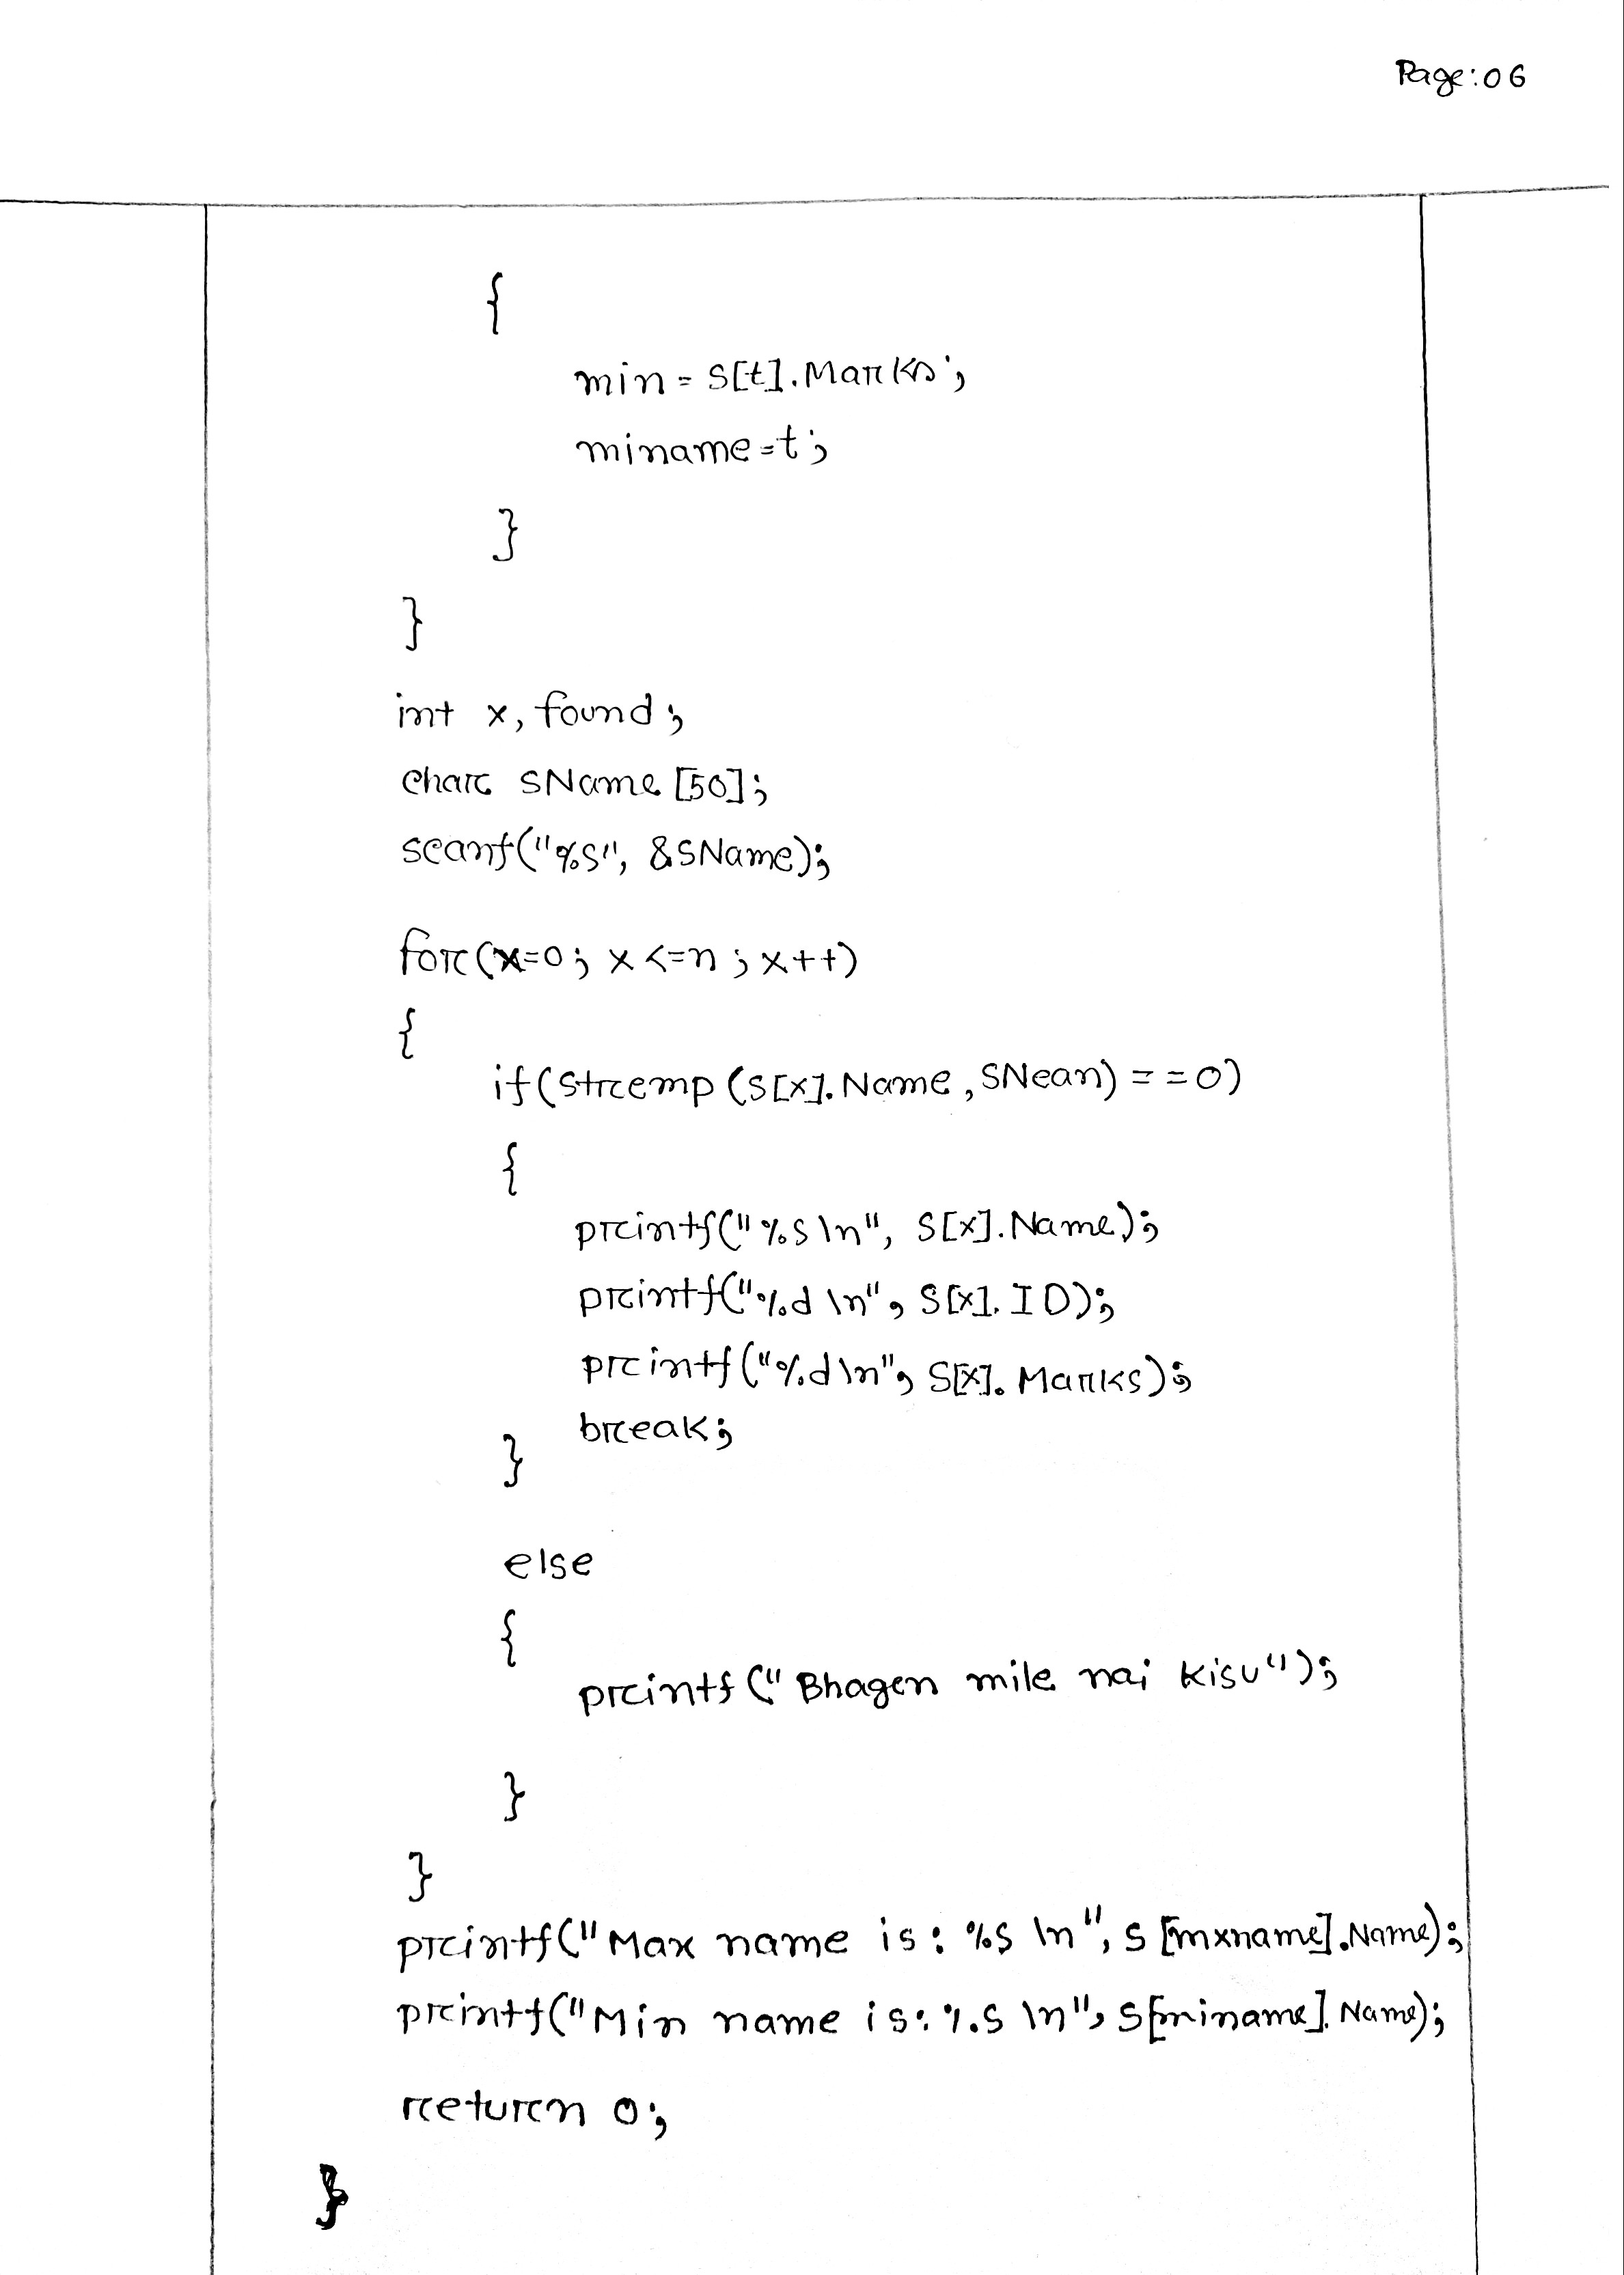 Page:06
{
min = S[t].Marks;
miname=t;
}
}
int x, found;
char SName [50];
scanf("%S", &SName);
for(x=0; x<=n; x++)
{
if(strcmp (S[x].Name, SNean) = =0)
{
printf("%s \n", S[x].Name);
printf("%d \n", S[x].ID);
printf("%d\n", S[x].Marks);
break;
}
else
{
printf("Bhagen mile nai kisu");
}
}
printf("Max name is: %s \n", S[mxname].Name);
printf("Min name is: %.S \n", S[miname].Name);
return 0;
}